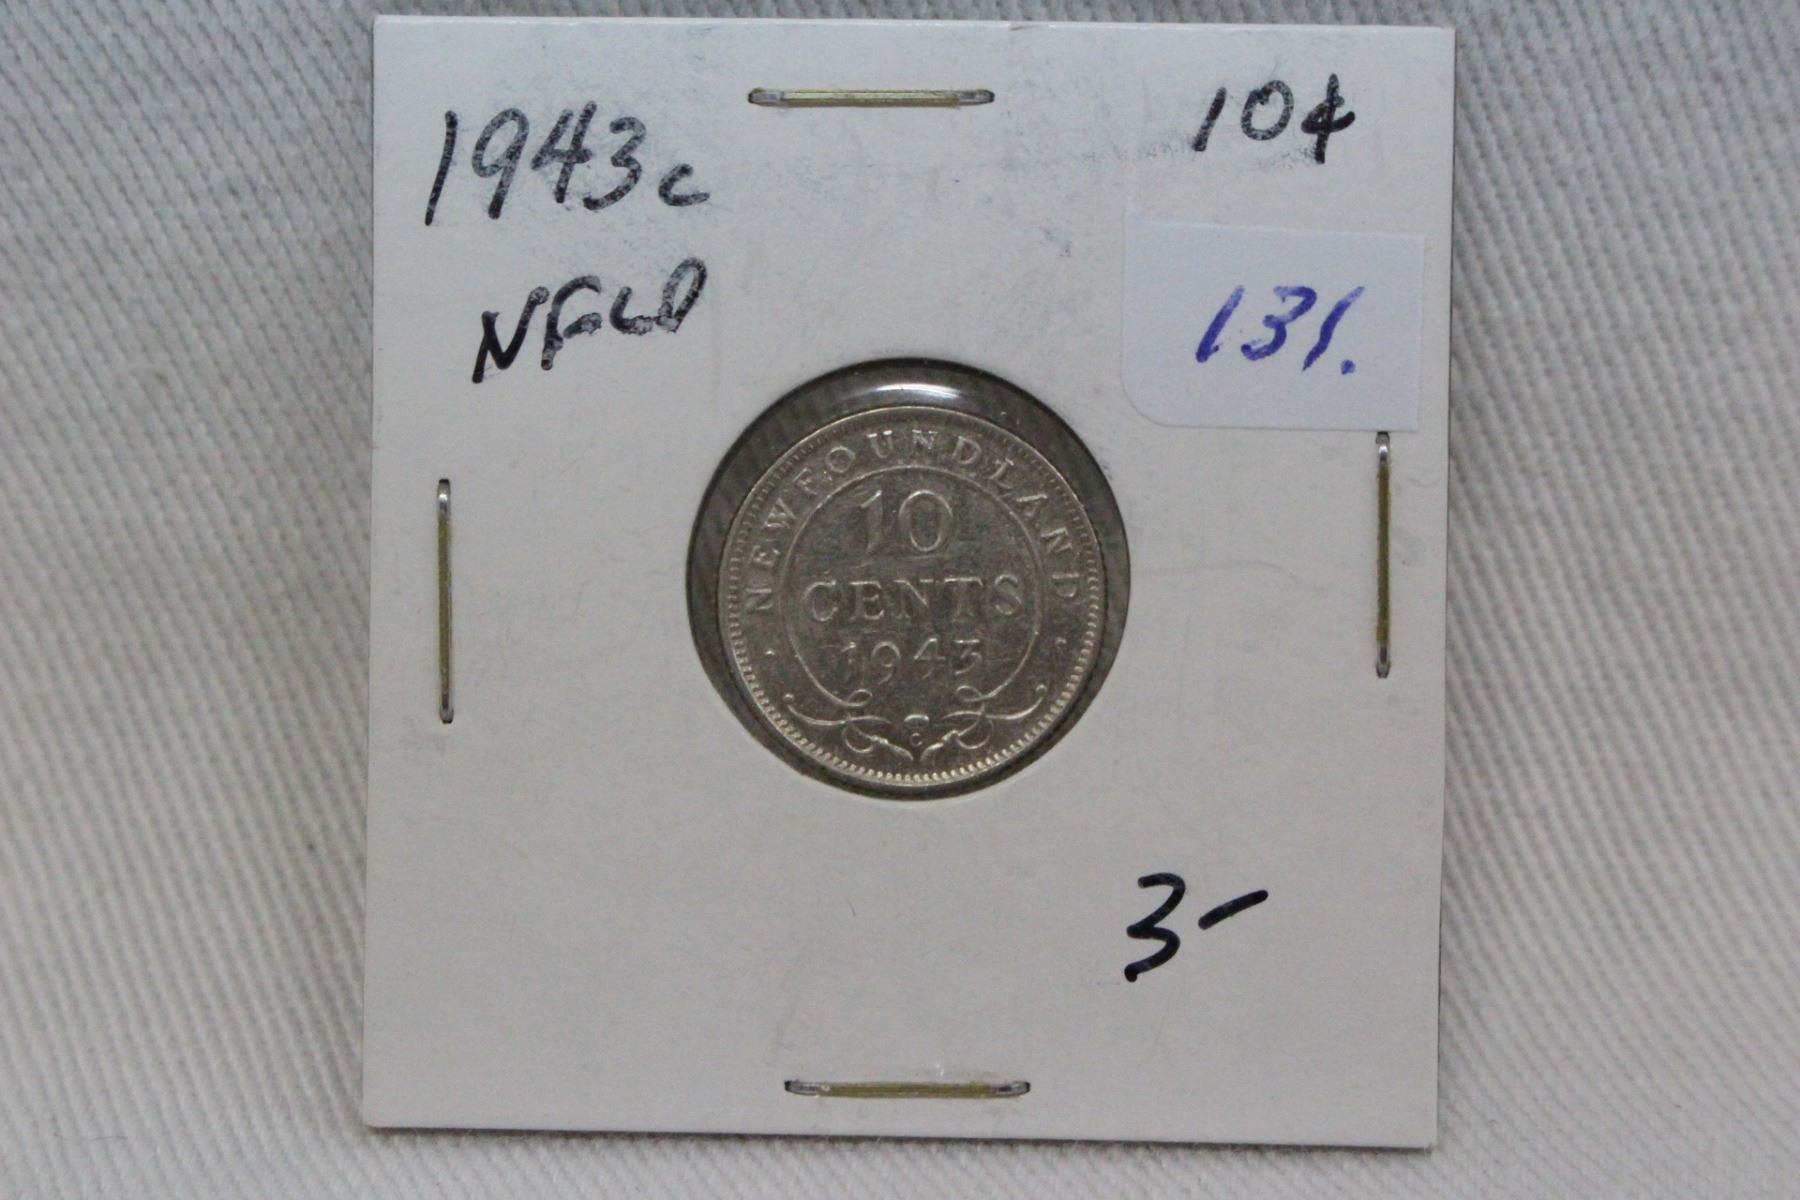 1943c
10¢
NFLD
131.
NEWFOUNDLAND
10
CENTS
1943
C
3-